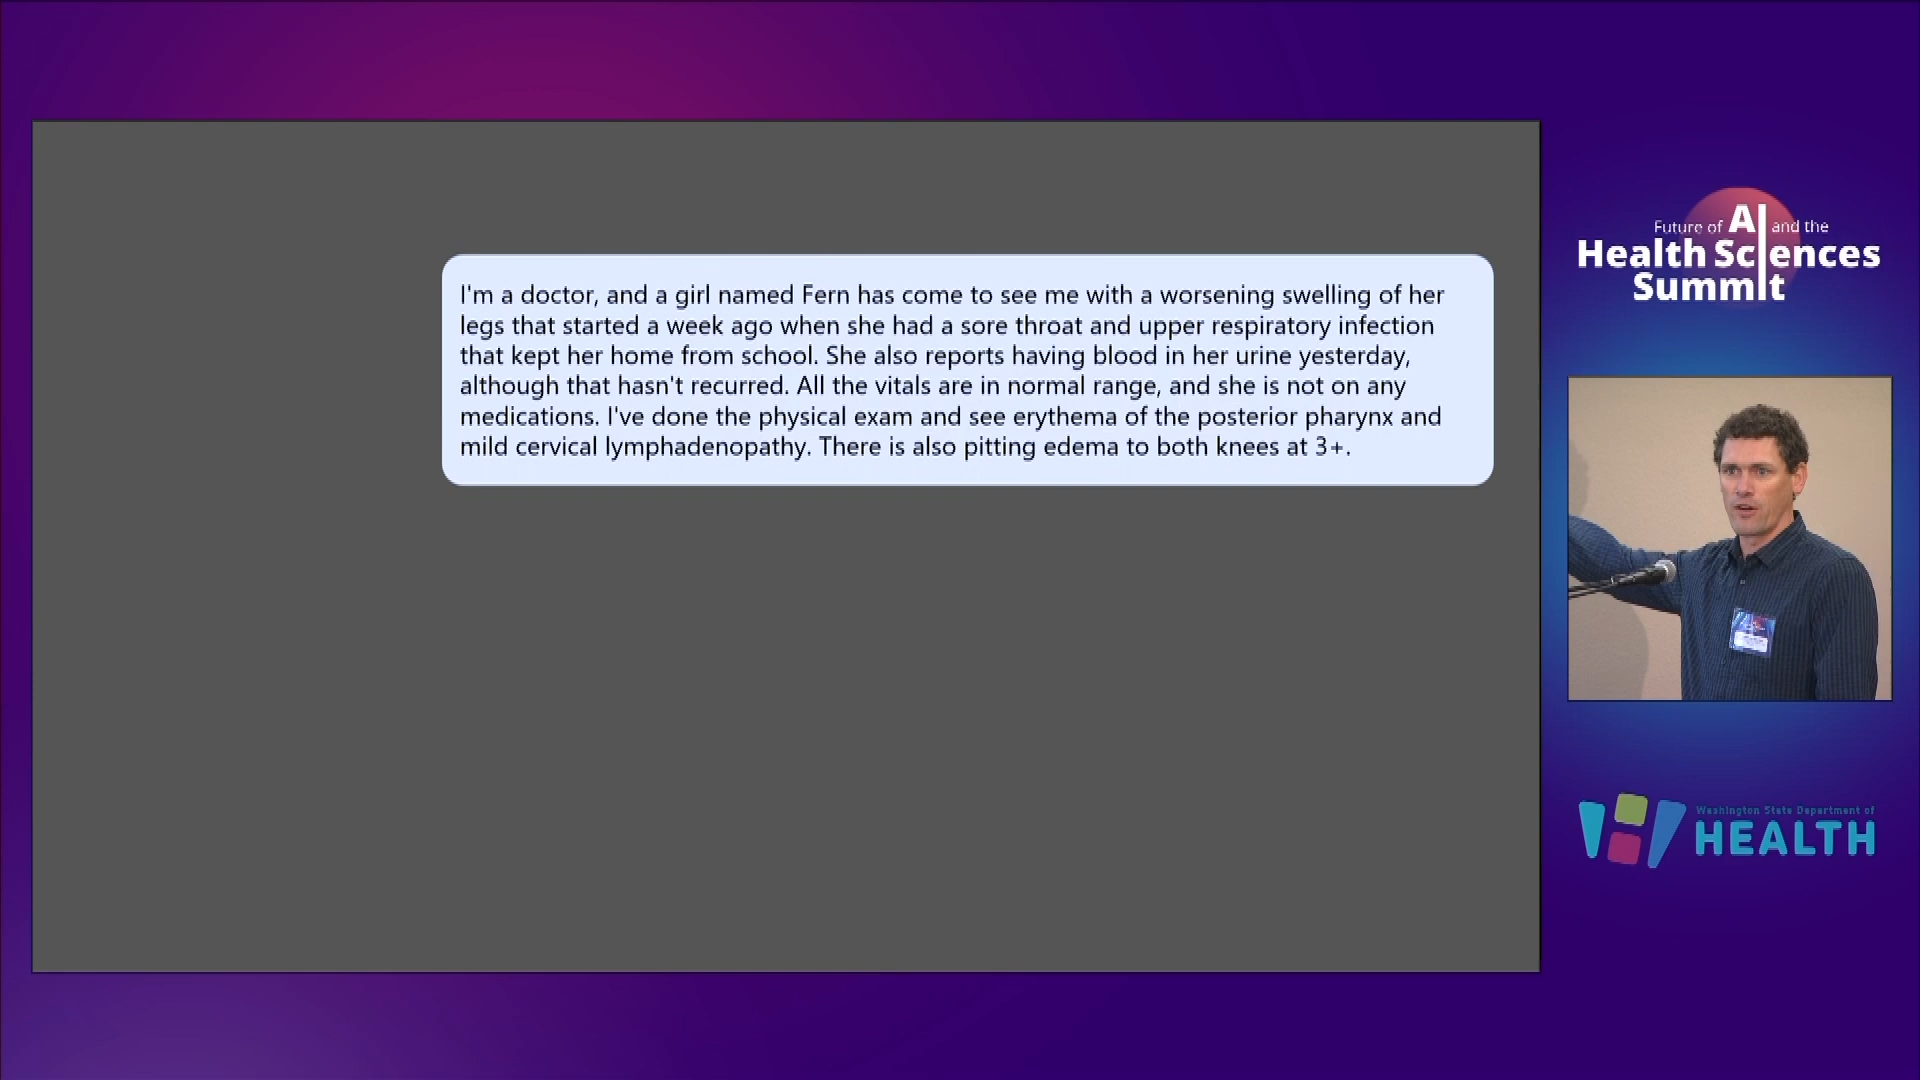 I'm a doctor, and a girl named Fern has come to see me with a worsening swelling of her
legs that started a week ago when she had a sore throat and upper respiratory infection
that kept her home from school. She also reports having blood in her urine yesterday,
although that hasn't recurred. All the vitals are in normal range, and she is not on any
medications. I've done the physical exam and see erythema of the posterior pharynx and
mild cervical lymphadenopathy. There is also pitting edema to both knees at 3+.
Future of AI and the
Health Sciences
Summit
Washington State Department of
HEALTH